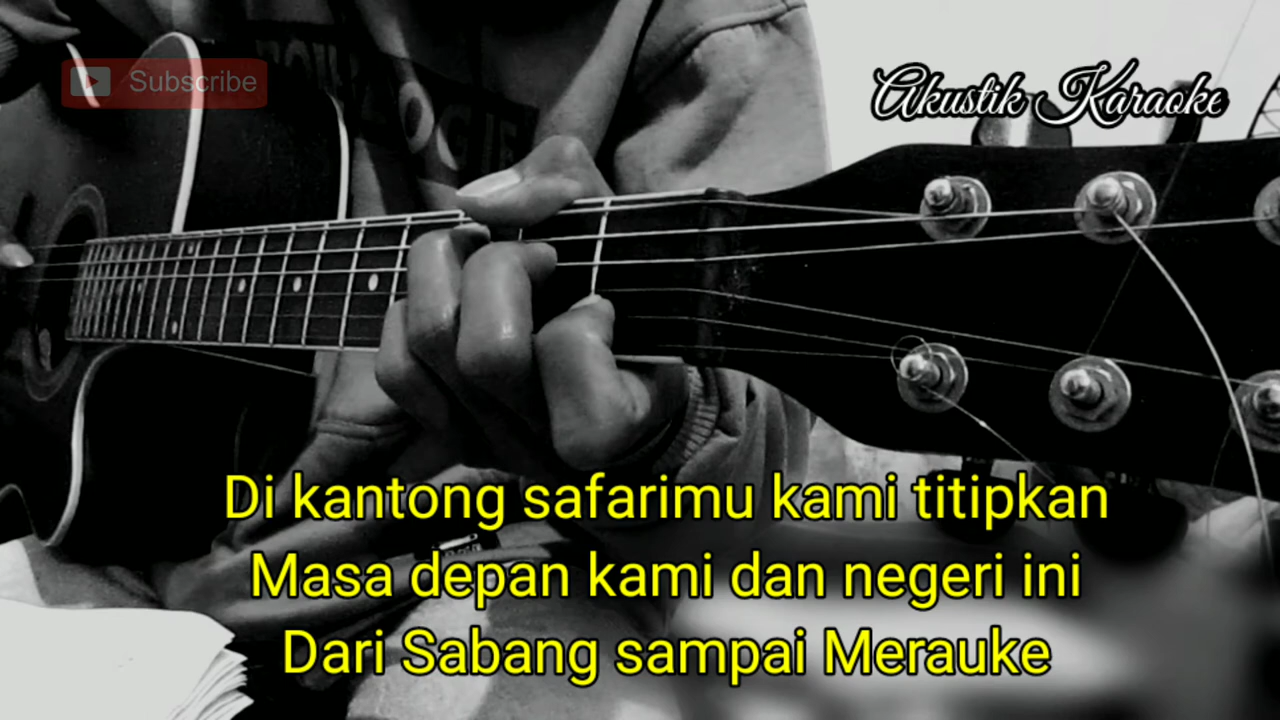 Subscribe
Akustik Karaoke
Di kantong safarimu kami titipkan
Masa depan kami dan negeri ini
Dari Sabang sampai Merauke